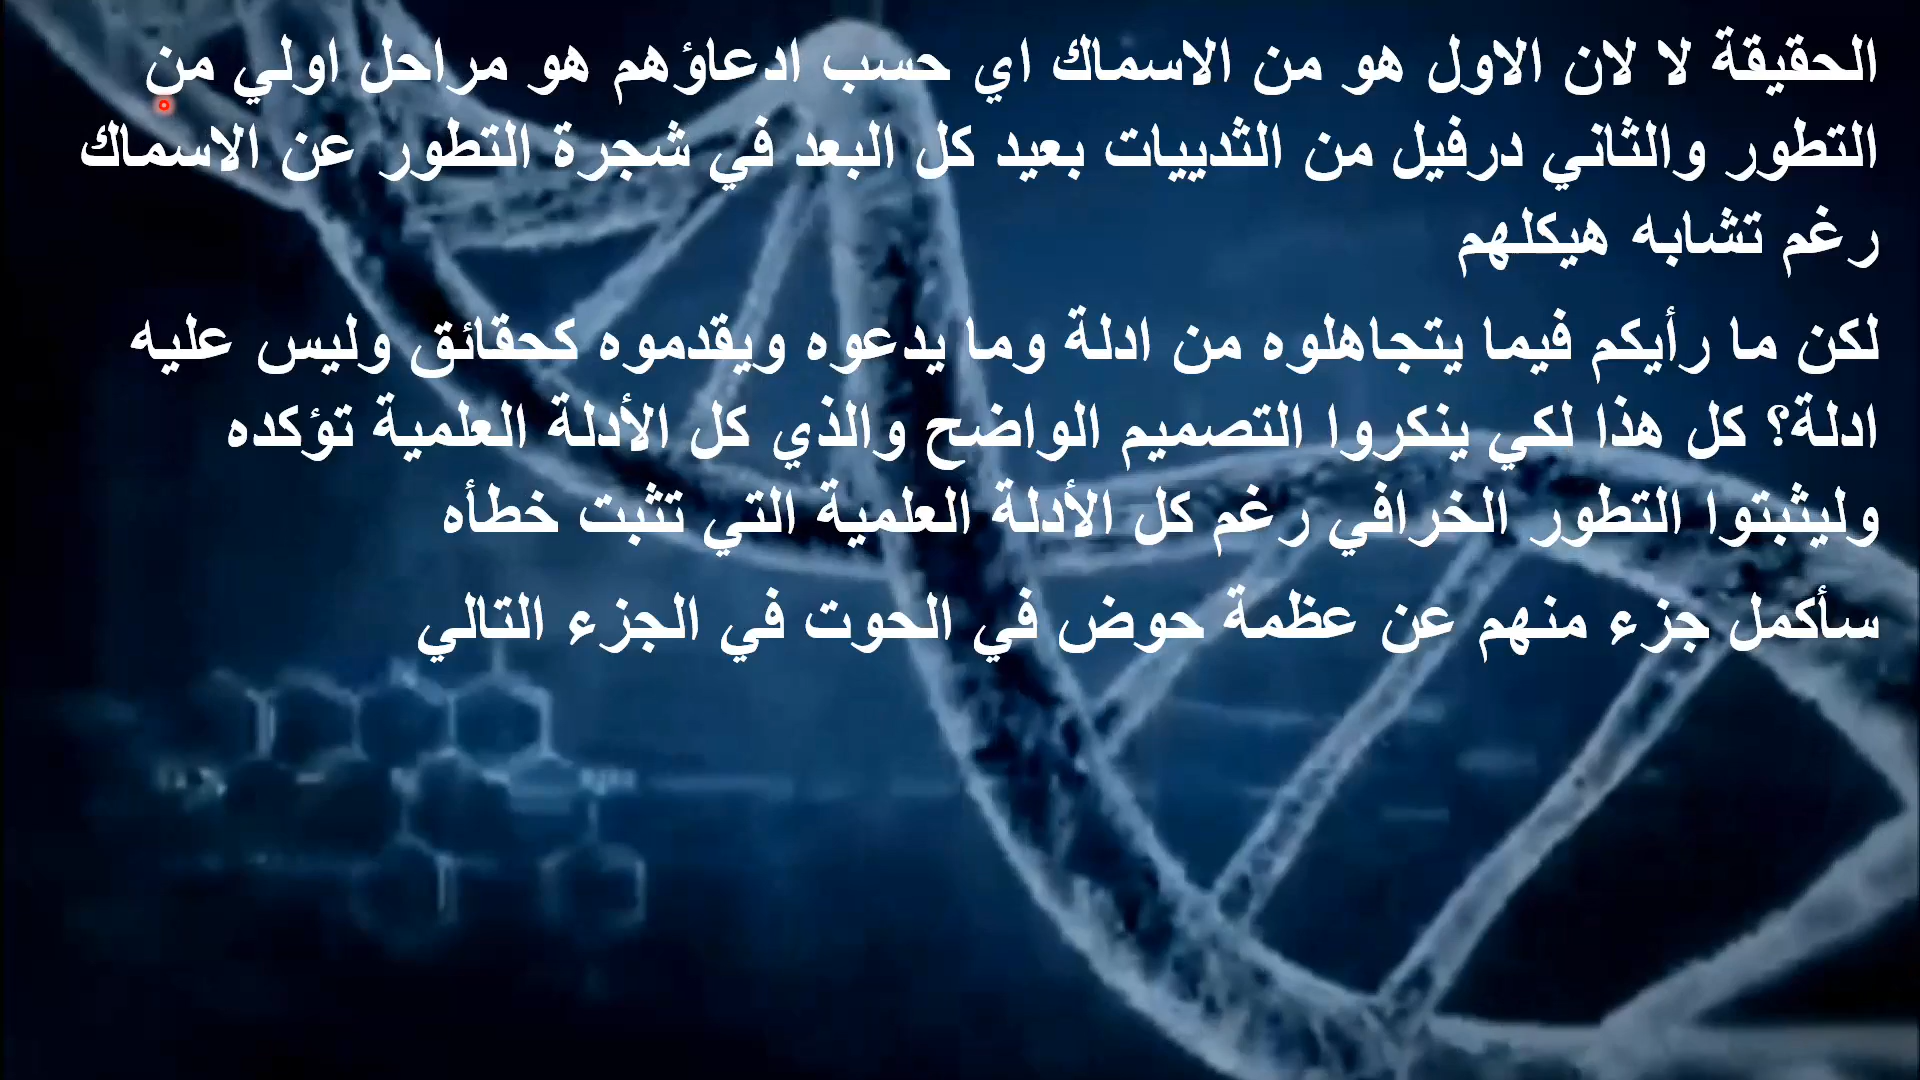 الحقيقة لا لان الاول هو من الاسماك اي حسب ادعاؤهم هو مراحل اولي من
التطور والثاني درفيل من الثدييات بعيد كل البعد في شجرة التطور عن الاسماك
رغم تشابه هيكلهم
لكن ما رأيكم فيما يتجاهلوه من ادلة وما يدعوه ويقدموه كحقائق وليس عليه
ادلة؟ كل هذا لكي ينكروا التصميم الواضح والذي كل الأدلة العلمية تؤكده
وليثبتوا التطور الخرافي رغم كل الأدلة العلمية التي تثبت خطأه
سأكمل جزء منهم عن عظمة حوض في الحوت في الجزء التالي